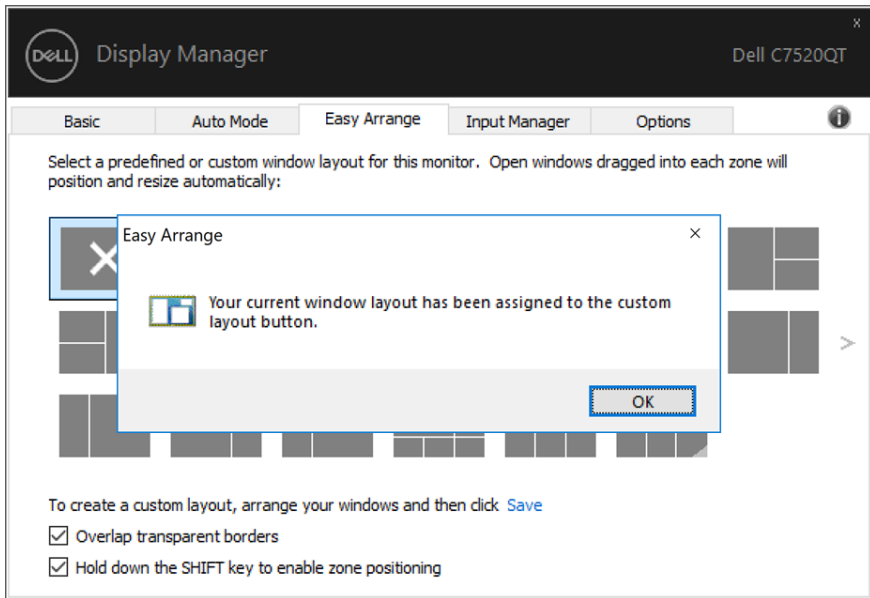 x
DELL
Display Manager
Dell C7520QT
Basic
Auto Mode
Easy Arrange
Input Manager
Options
Select a predefined or custom window layout for this monitor. Open windows dragged into each zone will
position and resize automatically:
Easy Arrange
Your current window layout has been assigned to the custom
layout button.
OK
To create a custom layout, arrange your windows and then click Save
Overlap transparent borders
Hold down the SHIFT key to enable zone positioning